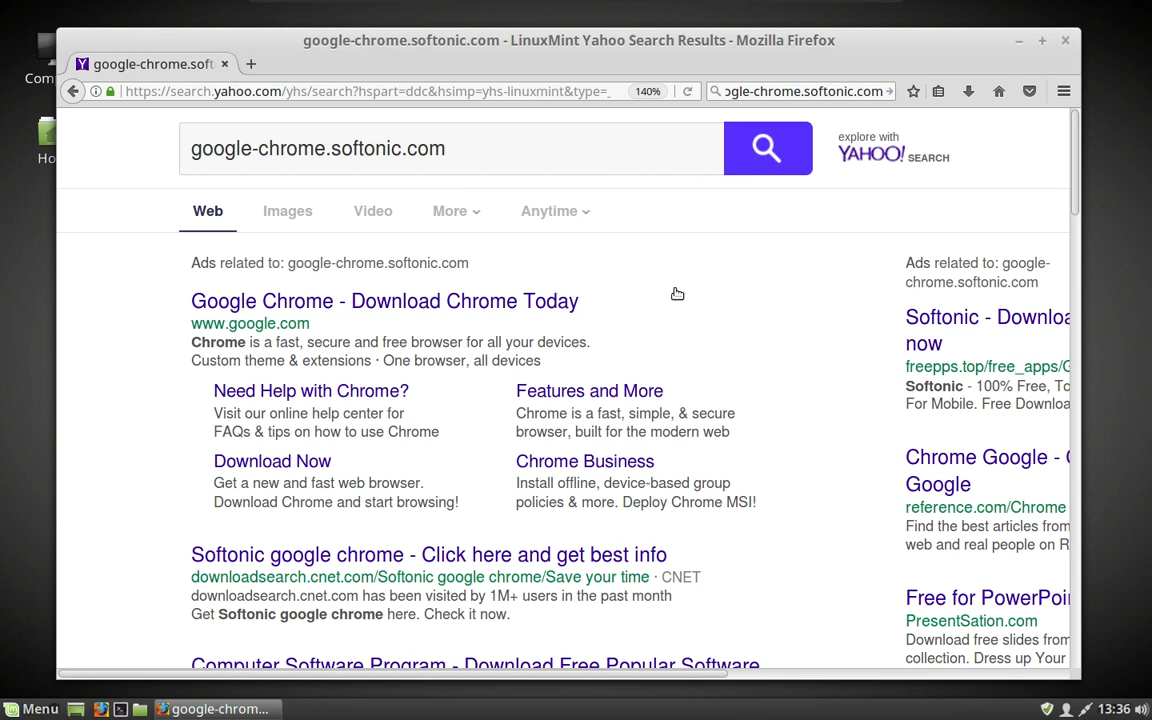 google-chrome.softonic.com - LinuxMint Yahoo Search Results - Mozilla Firefox
google-chrome.soft
https://search.yahoo.com/yhs/search?hspart=ddc&hsimp=yhs-linuxmint&type=_
140%
ogle-chrome.softonic.com
Com
Ho
google-chrome.softonic.com
explore with
YAHOO! SEARCH
Web Images Video More Anytime
Ads related to: google-chrome.softonic.com
Google Chrome - Download Chrome Today
www.google.com
Chrome is a fast, secure and free browser for all your devices.
Custom theme & extensions · One browser, all devices
Need Help with Chrome?
Visit our online help center for
FAQs & tips on how to use Chrome
Features and More
Chrome is a fast, simple, & secure
browser, built for the modern web
Download Now
Get a new and fast web browser.
Download Chrome and start browsing!
Chrome Business
Install offline, device-based group
policies & more. Deploy Chrome MSI!
Softonic google chrome - Click here and get best info
downloadsearch.cnet.com/Softonic google chrome/Save your time · CNET
downloadsearch.cnet.com has been visited by 1M+ users in the past month
Get Softonic google chrome here. Check it now.
Computer Software Program - Download Free Popular Software
Ads related to: google-
chrome.softonic.com
Softonic - Downloa
now
freepps.top/free_apps/G
Softonic - 100% Free, To
For Mobile. Free Downloa
Chrome Google - C
Google
reference.com/Chrome
Find the best articles from
web and real people on R
Free for PowerPoi
PresentSation.com
Download free slides from
collection. Dress up Your
Menu
google-chrom...
13:36